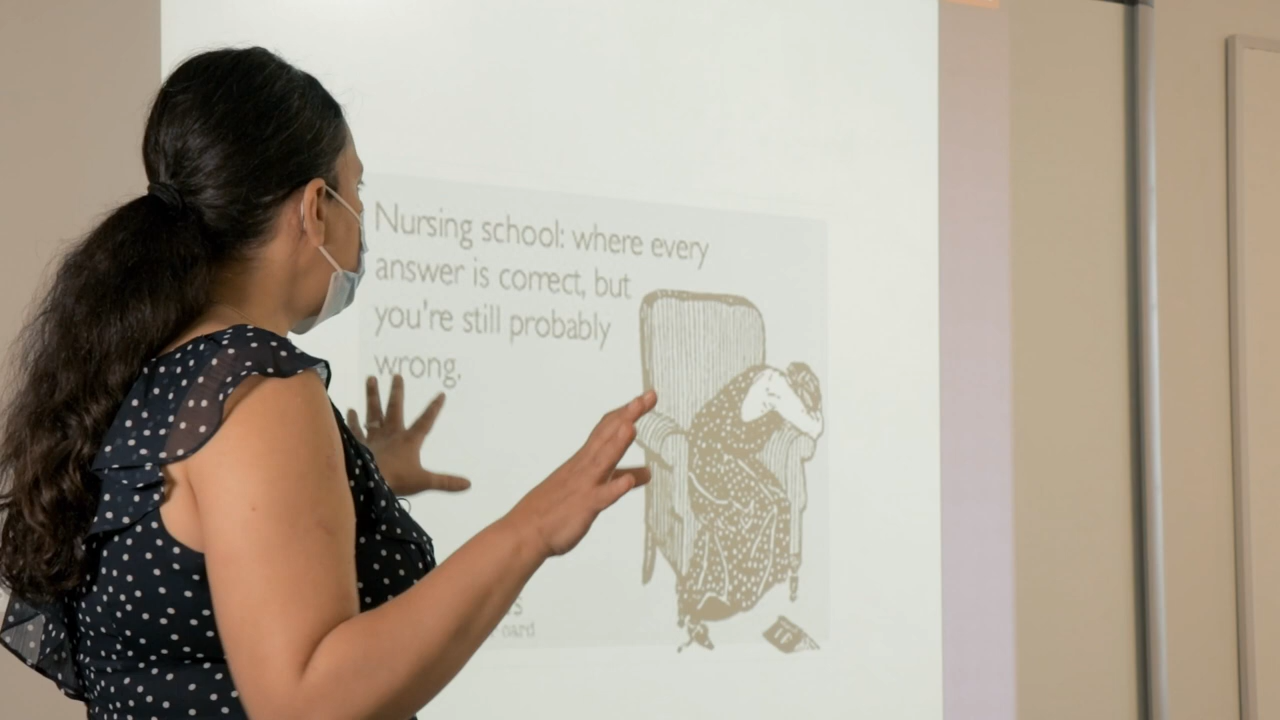 Nursing school: where every
answer is correct, but
you're still probably
wrong.